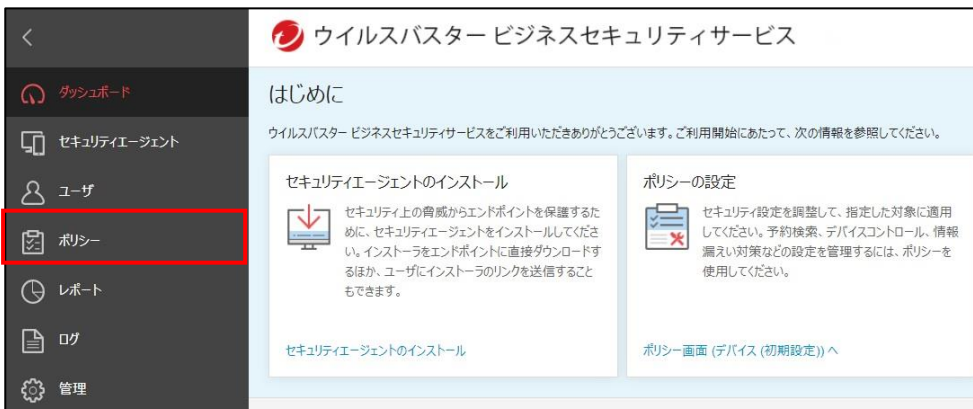 ウイルスバスター ビジネスセキュリティサービス
ダッシュボード
セキュリティエージェント
ユーザ
ポリシー
レポート
ログ
管理
はじめに
ウイルスバスター ビジネスセキュリティサービスをご利用いただきありがとうございます。ご利用開始にあたって、次の情報を参照してください。
セキュリティエージェントのインストール
セキュリティ上の脅威からエンドポイントを保護するた
めに、セキュリティエージェントをインストールしてくださ
い。インストーラをエンドポイントに直接ダウンロードす
るほか、ユーザにインストーラのリンクを送信すること
もできます。
セキュリティエージェントのインストール
ポリシーの設定
セキュリティ設定を調整して、指定した対象に適用
してください。予約検索、デバイスコントロール、情報
漏えい対策などの設定を管理するには、ポリシーを
使用してください。
ポリシー画面 (デバイス (初期設定)) へ